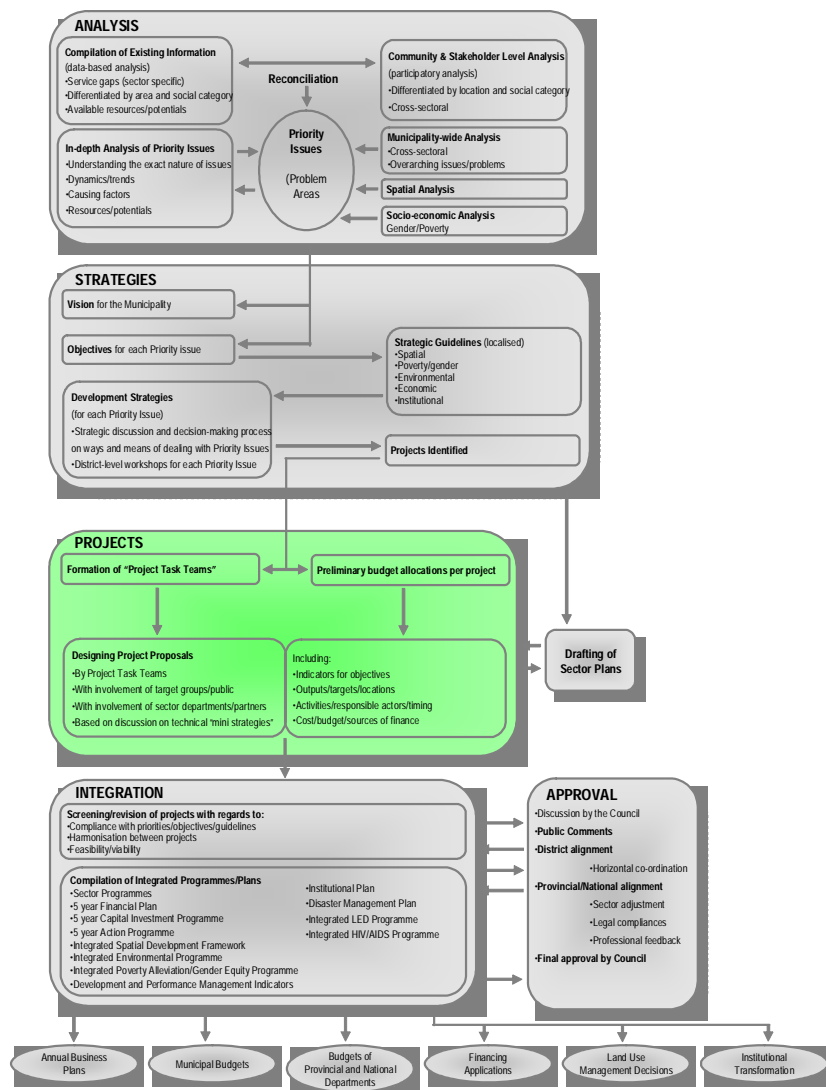 ANALYSIS
Compilation of Existing Information
(data-based analysis)
•Service gaps (sector specific)
•Differentiated by area and social category
•Available resources/potentials
Reconciliation
Community & Stakeholder Level Analysis
(participatory analysis)
•Differentiated by location and social category
•Cross-sectoral
In-depth Analysis of Priority Issues
•Understanding the exact nature of issues
•Dynamics/trends
•Causing factors
•Resources/potentials
Priority
Issues
(Problem
Areas
Municipality-wide Analysis
•Cross-sectoral
•Overarching issues/problems
Spatial Analysis
Socio-economic Analysis
Gender/Poverty
STRATEGIES
Vision for the Municipality
Objectives for each Priority issue
Strategic Guidelines (localised)
•Spatial
•Poverty/gender
•Environmental
•Economic
•Institutional
Development Strategies
(for each Priority Issue)
•Strategic discussion and decision-making process
on ways and means of dealing with Priority Issues
•District-level workshops for each Priority Issue
Projects Identified
PROJECTS
Formation of “Project Task Teams”
Preliminary budget allocations per project
Designing Project Proposals
•By Project Task Teams
•With involvement of target groups/public
•With involvement of sector departments/partners
•Based on discussion on technical “mini strategies”
Including:
•Indicators for objectives
•Outputs/targets/locations
•Activities/responsible actors/timing
•Cost/budget/sources of finance
Drafting of
Sector Plans
INTEGRATION
Screening/revision of projects with regards to:
•Compliance with priorities/objectives/guidelines
•Harmonisation between projects
•Feasibility/viability
Compilation of Integrated Programmes/Plans
•Sector Programmes
•5 year Financial Plan
•5 year Capital Investment Programme
•5 year Action Programme
•Integrated Spatial Development Framework
•Integrated Environmental Programme
•Integrated Poverty Alleviation/Gender Equity Programme
•Development and Performance Management Indicators
•Institutional Plan
•Disaster Management Plan
•Integrated LED Programme
•Integrated HIV/AIDS Programme
APPROVAL
•Discussion by the Council
•Public Comments
•District alignment
•Horizontal co-ordination
•Provincial/National alignment
•Sector adjustment
•Legal compliances
•Professional feedback
•Final approval by Council
Annual Business
Plans
Municipal Budgets
Budgets of
Provincial and National
Departments
Financing
Applications
Land Use
Management Decisions
Institutional
Transformation